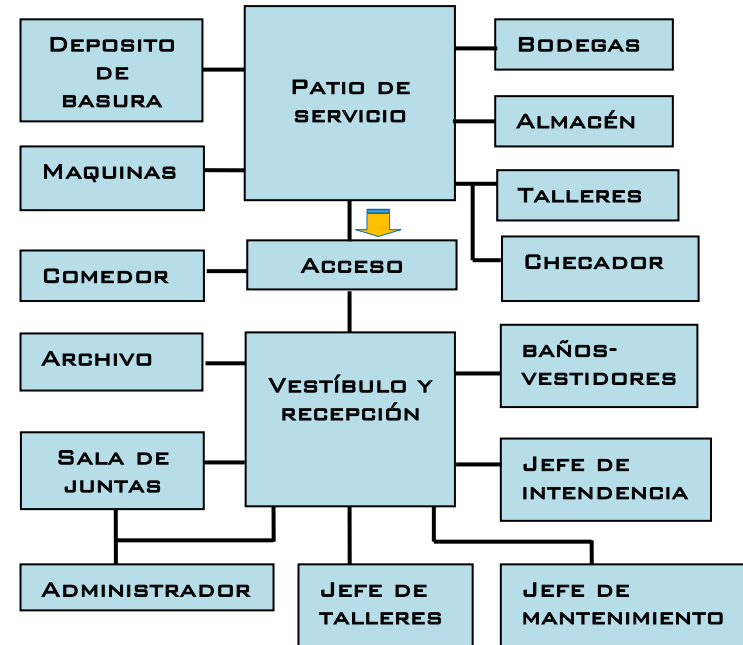 DEPOSITO
DE
BASURA
PATIO DE
SERVICIO
BODEGAS
ALMACÉN
MAQUINAS
TALLERES
CHECADOR
ACCESO
COMEDOR
ARCHIVO
VESTÍBULO Y
RECEPCIÓN
BAÑOS-
VESTIDORES
SALA DE
JUNTAS
JEFE DE
INTENDENCIA
ADMINISTRADOR
JEFE DE
TALLERES
JEFE DE
MANTENIMIENTO